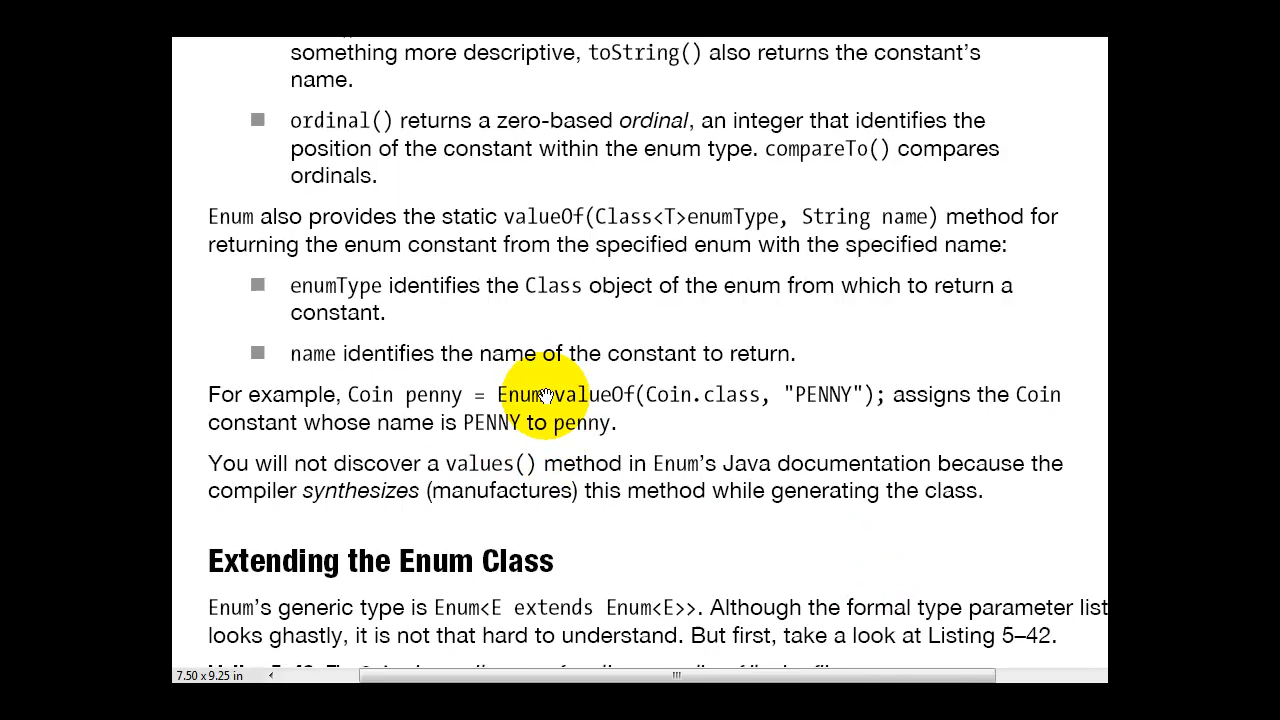 something more descriptive, toString() also returns the constant's
name.
ordinal() returns a zero-based ordinal, an integer that identifies the
position of the constant within the enum type. compareTo() compares
ordinals.
Enum also provides the static valueOf(Class<T>enumType, String name) method for
returning the enum constant from the specified enum with the specified name:
enumType identifies the Class object of the enum from which to return a
constant.
name identifies the name of the constant to return.
For example, Coin penny = Enum.valueOf(Coin.class, "PENNY"); assigns the Coin
constant whose name is PENNY to penny.
You will not discover a values() method in Enum's Java documentation because the
compiler synthesizes (manufactures) this method while generating the class.
Extending the Enum Class
Enum's generic type is Enum<E extends Enum<E>>. Although the formal type parameter list
looks ghastly, it is not that hard to understand. But first, take a look at Listing 5–42.
7.50 x 9.25 in